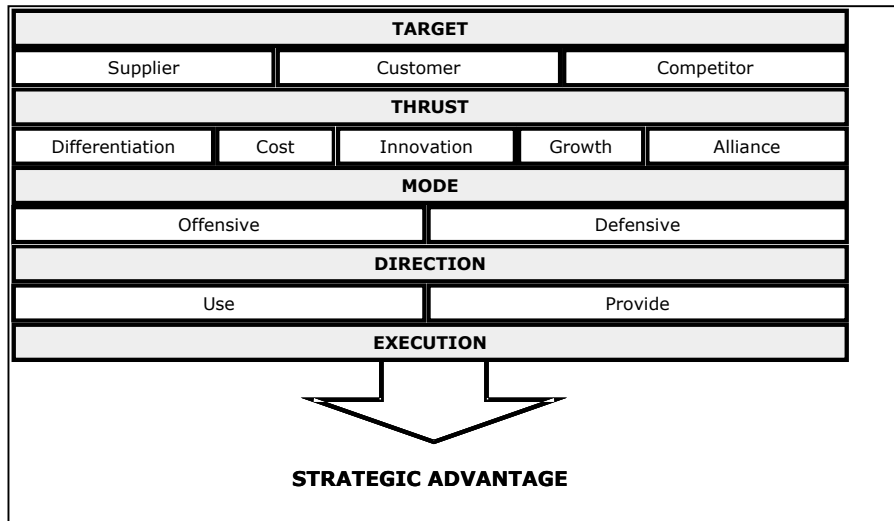 TARGET
Supplier Customer Competitor
THRUST
Differentiation Cost Innovation Growth Alliance
MODE
Offensive Defensive
DIRECTION
Use Provide
EXECUTION
STRATEGIC ADVANTAGE